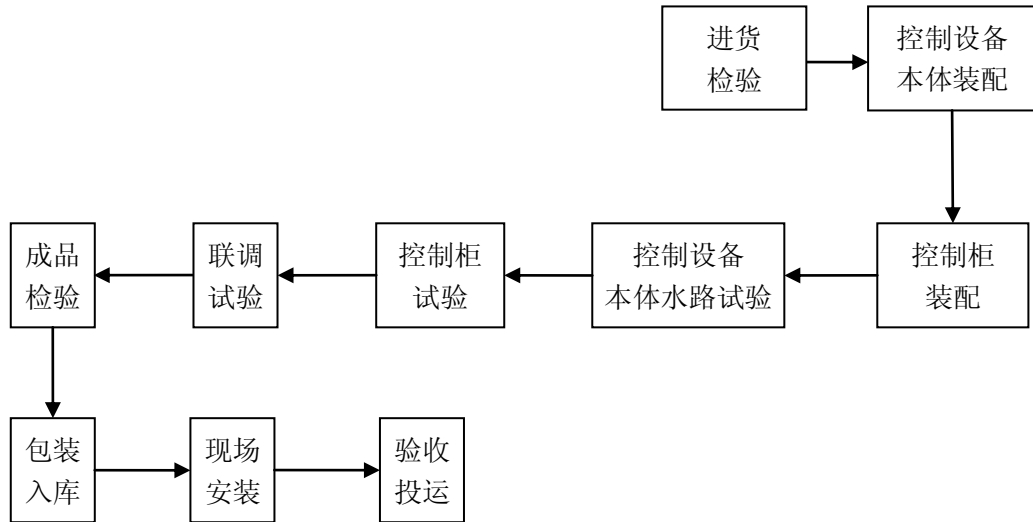 进货
检验
控制设备
本体装配
控制柜
装配
控制设备
本体水路试验
控制柜
试验
联调
试验
成品
检验
包装
入库
现场
安装
验收
投运